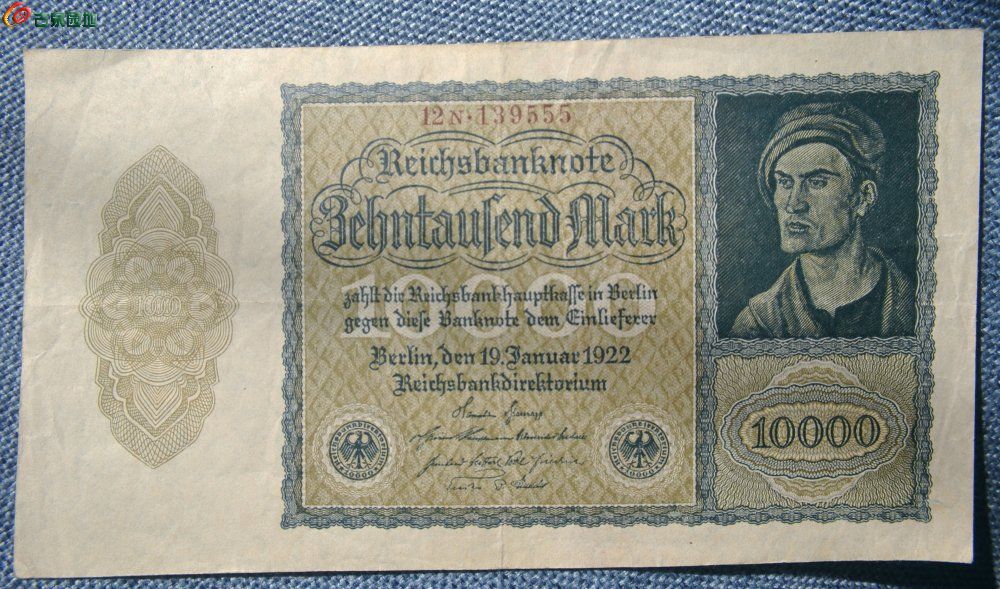 12N·139555
Reichsbanknote
Zehntausend Mark
10000
zahlt die Reichsbankhauptkasse in Berlin
gegen diese Banknote dem Einlieferer
Berlin, den 19. Januar 1922
Reichsbankdirektorium
10000